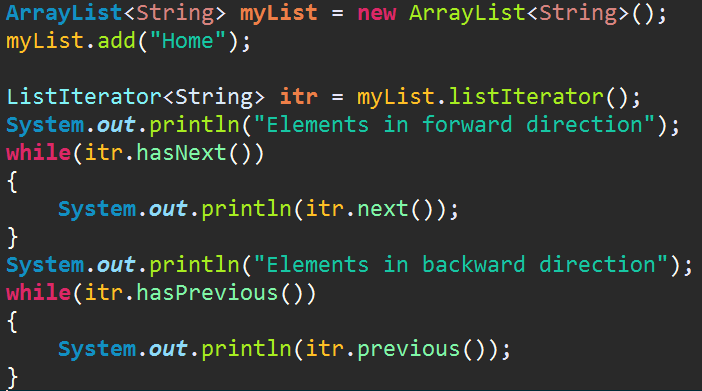 ArrayList<String> myList = new ArrayList<String>();
myList.add("Home");
ListIterator<String> itr = myList.listIterator();
System.out.println("Elements in forward direction");
while(itr.hasNext())
{
    System.out.println(itr.next());
}
System.out.println("Elements in backward direction");
while(itr.hasPrevious())
{
    System.out.println(itr.previous());
}